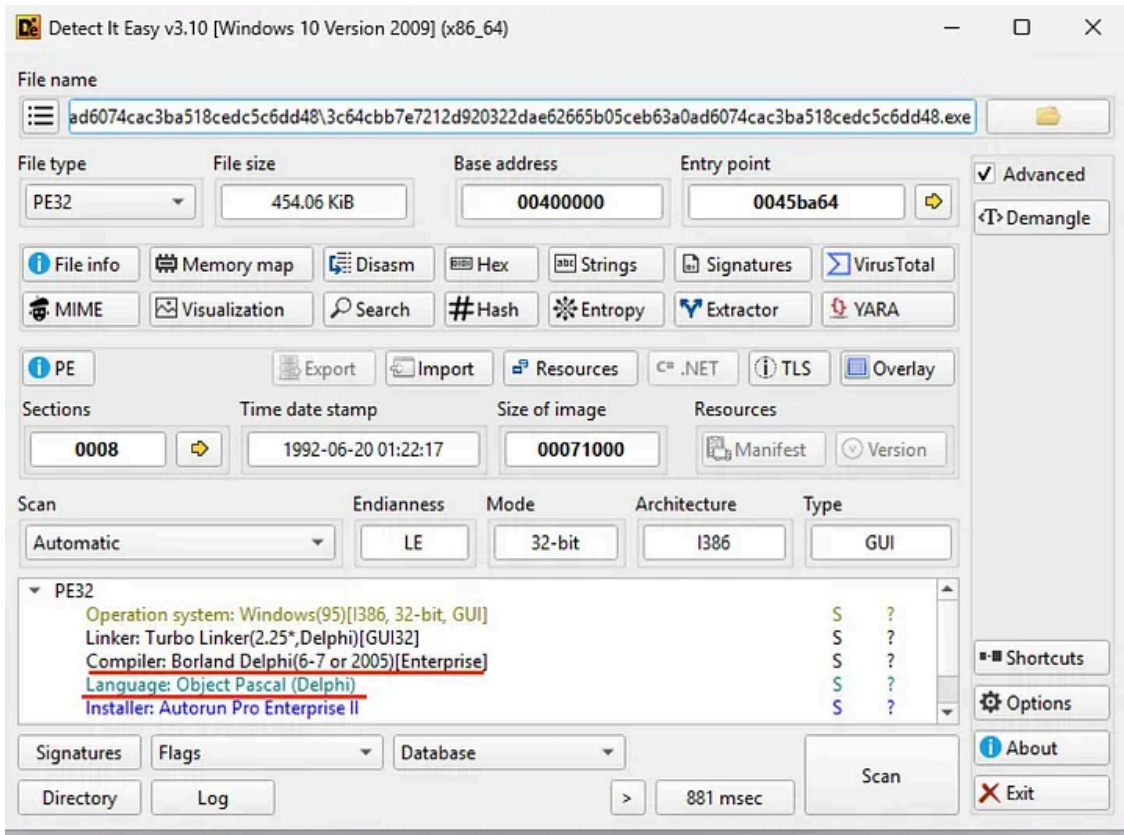 Detect It Easy v3.10 [Windows 10 Version 2009] (x86_64)
File name
ad6074cac3ba518cedc5c6dd48\3c64cbb7e7212d920322dae62665b05ceb63a0ad6074cac3ba518cedc5c6dd48.exe
File type File size Base address Entry point
PE32 454.06 KiB 00400000 0045ba64
Advanced
<T> Demangle
File info Memory map Disasm Hex Strings Signatures VirusTotal
MIME Visualization Search Hash Entropy Extractor YARA
PE Export Import Resources C# .NET TLS Overlay
Sections Time date stamp Size of image Resources
0008 1992-06-20 01:22:17 00071000 Manifest Version
Scan Endianness Mode Architecture Type
Automatic LE 32-bit I386 GUI
PE32
Operation system: Windows(95)[I386, 32-bit, GUI] S ?
Linker: Turbo Linker(2.25*,Delphi)[GUI32] S ?
Compiler: Borland Delphi(6-7 or 2005)[Enterprise] S ?
Language: Object Pascal (Delphi) S ?
Installer: Autorun Pro Enterprise II S ?
Shortcuts
Options
Signatures Flags Database
Scan
About
Directory Log > 881 msec
Exit